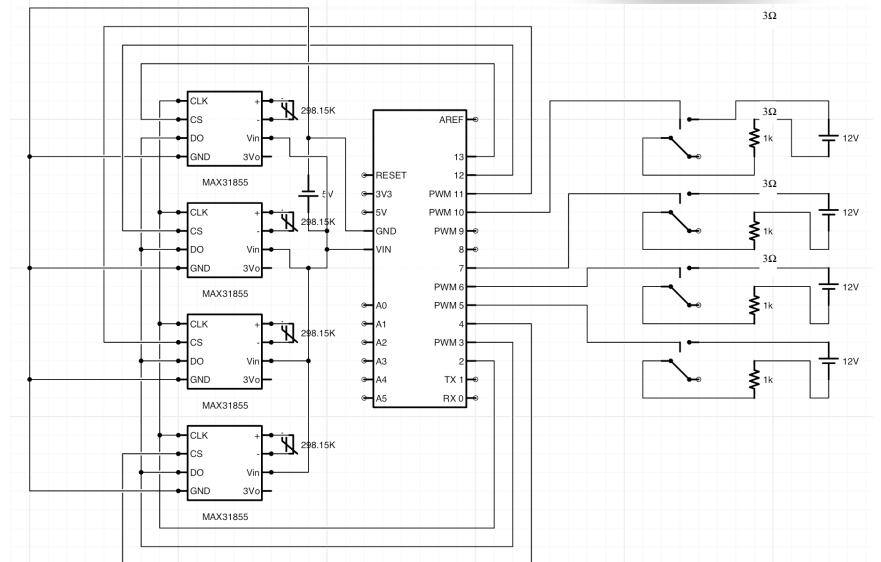 3Ω
CLK + 298.15K
CS -
DO Vin
GND 3Vo
MAX31855
CLK + 298.15K
CS -
DO Vin
GND 3Vo
MAX31855
CLK + 298.15K
CS -
DO Vin
GND 3Vo
MAX31855
CLK + 298.15K
CS -
DO Vin
GND 3Vo
MAX31855
5V
AREF
13
RESET 12
3V3 PWM 11
5V PWM 10
GND PWM 9
VIN 8
7
PWM 6
A0 PWM 5
A1 4
A2 PWM 3
A3 2
A4 TX 1
A5 RX 0
3Ω
1k 12V
3Ω
1k 12V
3Ω
1k 12V
1k 12V